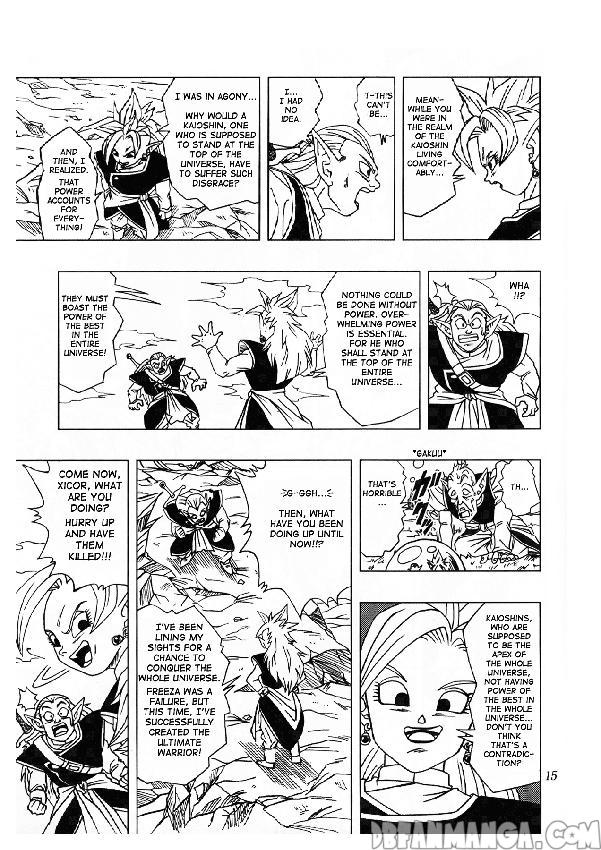 MEAN-
WHILE YOU
WERE IN
THE REALM
OF THE
KAIOSHIN
LIVING
COMFORT-
ABLY...
T-THIS
CAN'T
BE...
I...
I HAD
NO
IDEA.
I WAS IN AGONY...
WHY WOULD A
KAIOSHIN, ONE
WHO IS SUPPOSED
TO STAND AT THE
TOP OF THE
UNIVERSE, HAVE
TO SUFFER SUCH
DISGRACE?
AND
THEN, I
REALIZED.
THAT
POWER
ACCOUNTS
FOR
EVERY-
THING!
WHA
!!?
NOTHING COULD
BE DONE WITHOUT
POWER. OVER-
WHELMING POWER
IS ESSENTIAL.
FOR HE WHO
SHALL STAND AT
THE TOP OF THE
ENTIRE
UNIVERSE...
THEY MUST
BOAST THE
POWER OF
THE BEST
IN THE
ENTIRE
UNIVERSE!
"GAKUU"
TH...
THAT'S
HORRIBLE
...
KAIOSHINS,
WHO ARE
SUPPOSED
TO BE THE
APEX OF
THE WHOLE
UNIVERSE,
NOT HAVING
POWER OF
THE BEST
IN THE
WHOLE
UNIVERSE...
DON'T YOU
THINK
THAT'S A
CONTRADIC-
TION?
G-GGH...
THEN, WHAT
HAVE YOU BEEN
DOING UP UNTIL
NOW!!?
I'VE BEEN
LINING MY
SIGHTS FOR
A CHANCE TO
CONQUER THE
WHOLE UNIVERSE.
FREEZA WAS A
FAILURE, BUT
THIS TIME, I'VE
SUCCESSFULLY
CREATED THE
ULTIMATE
WARRIOR!
COME NOW,
XICOR, WHAT
ARE YOU
DOING?
HURRY UP
AND HAVE
THEM
KILLED!!!
15
DBFANMANGA.COM